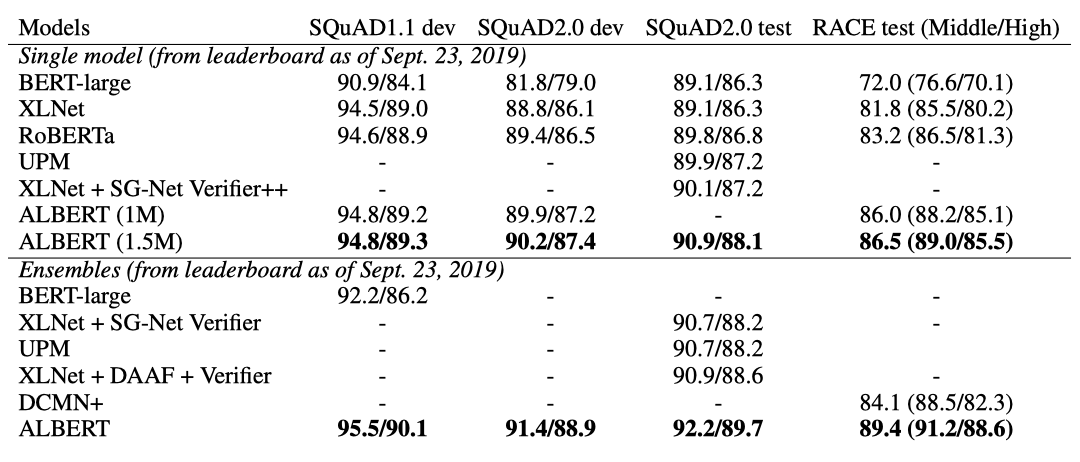 Models SQuAD1.1 dev SQuAD2.0 dev SQuAD2.0 test RACE test (Middle/High)
Single model (from leaderboard as of Sept. 23, 2019)
BERT-large 90.9/84.1 81.8/79.0 89.1/86.3 72.0 (76.6/70.1)
XLNet 94.5/89.0 88.8/86.1 89.1/86.3 81.8 (85.5/80.2)
RoBERTa 94.6/88.9 89.4/86.5 89.8/86.8 83.2 (86.5/81.3)
UPM - - 89.9/87.2 -
XLNet + SG-Net Verifier++ - - 90.1/87.2 -
ALBERT (1M) 94.8/89.2 89.9/87.2 - 86.0 (88.2/85.1)
ALBERT (1.5M) 94.8/89.3 90.2/87.4 90.9/88.1 86.5 (89.0/85.5)
Ensembles (from leaderboard as of Sept. 23, 2019)
BERT-large 92.2/86.2 - - -
XLNet + SG-Net Verifier - - 90.7/88.2 -
UPM - - 90.7/88.2
XLNet + DAAF + Verifier - - 90.9/88.6 -
DCMN+ - - - 84.1 (88.5/82.3)
ALBERT 95.5/90.1 91.4/88.9 92.2/89.7 89.4 (91.2/88.6)